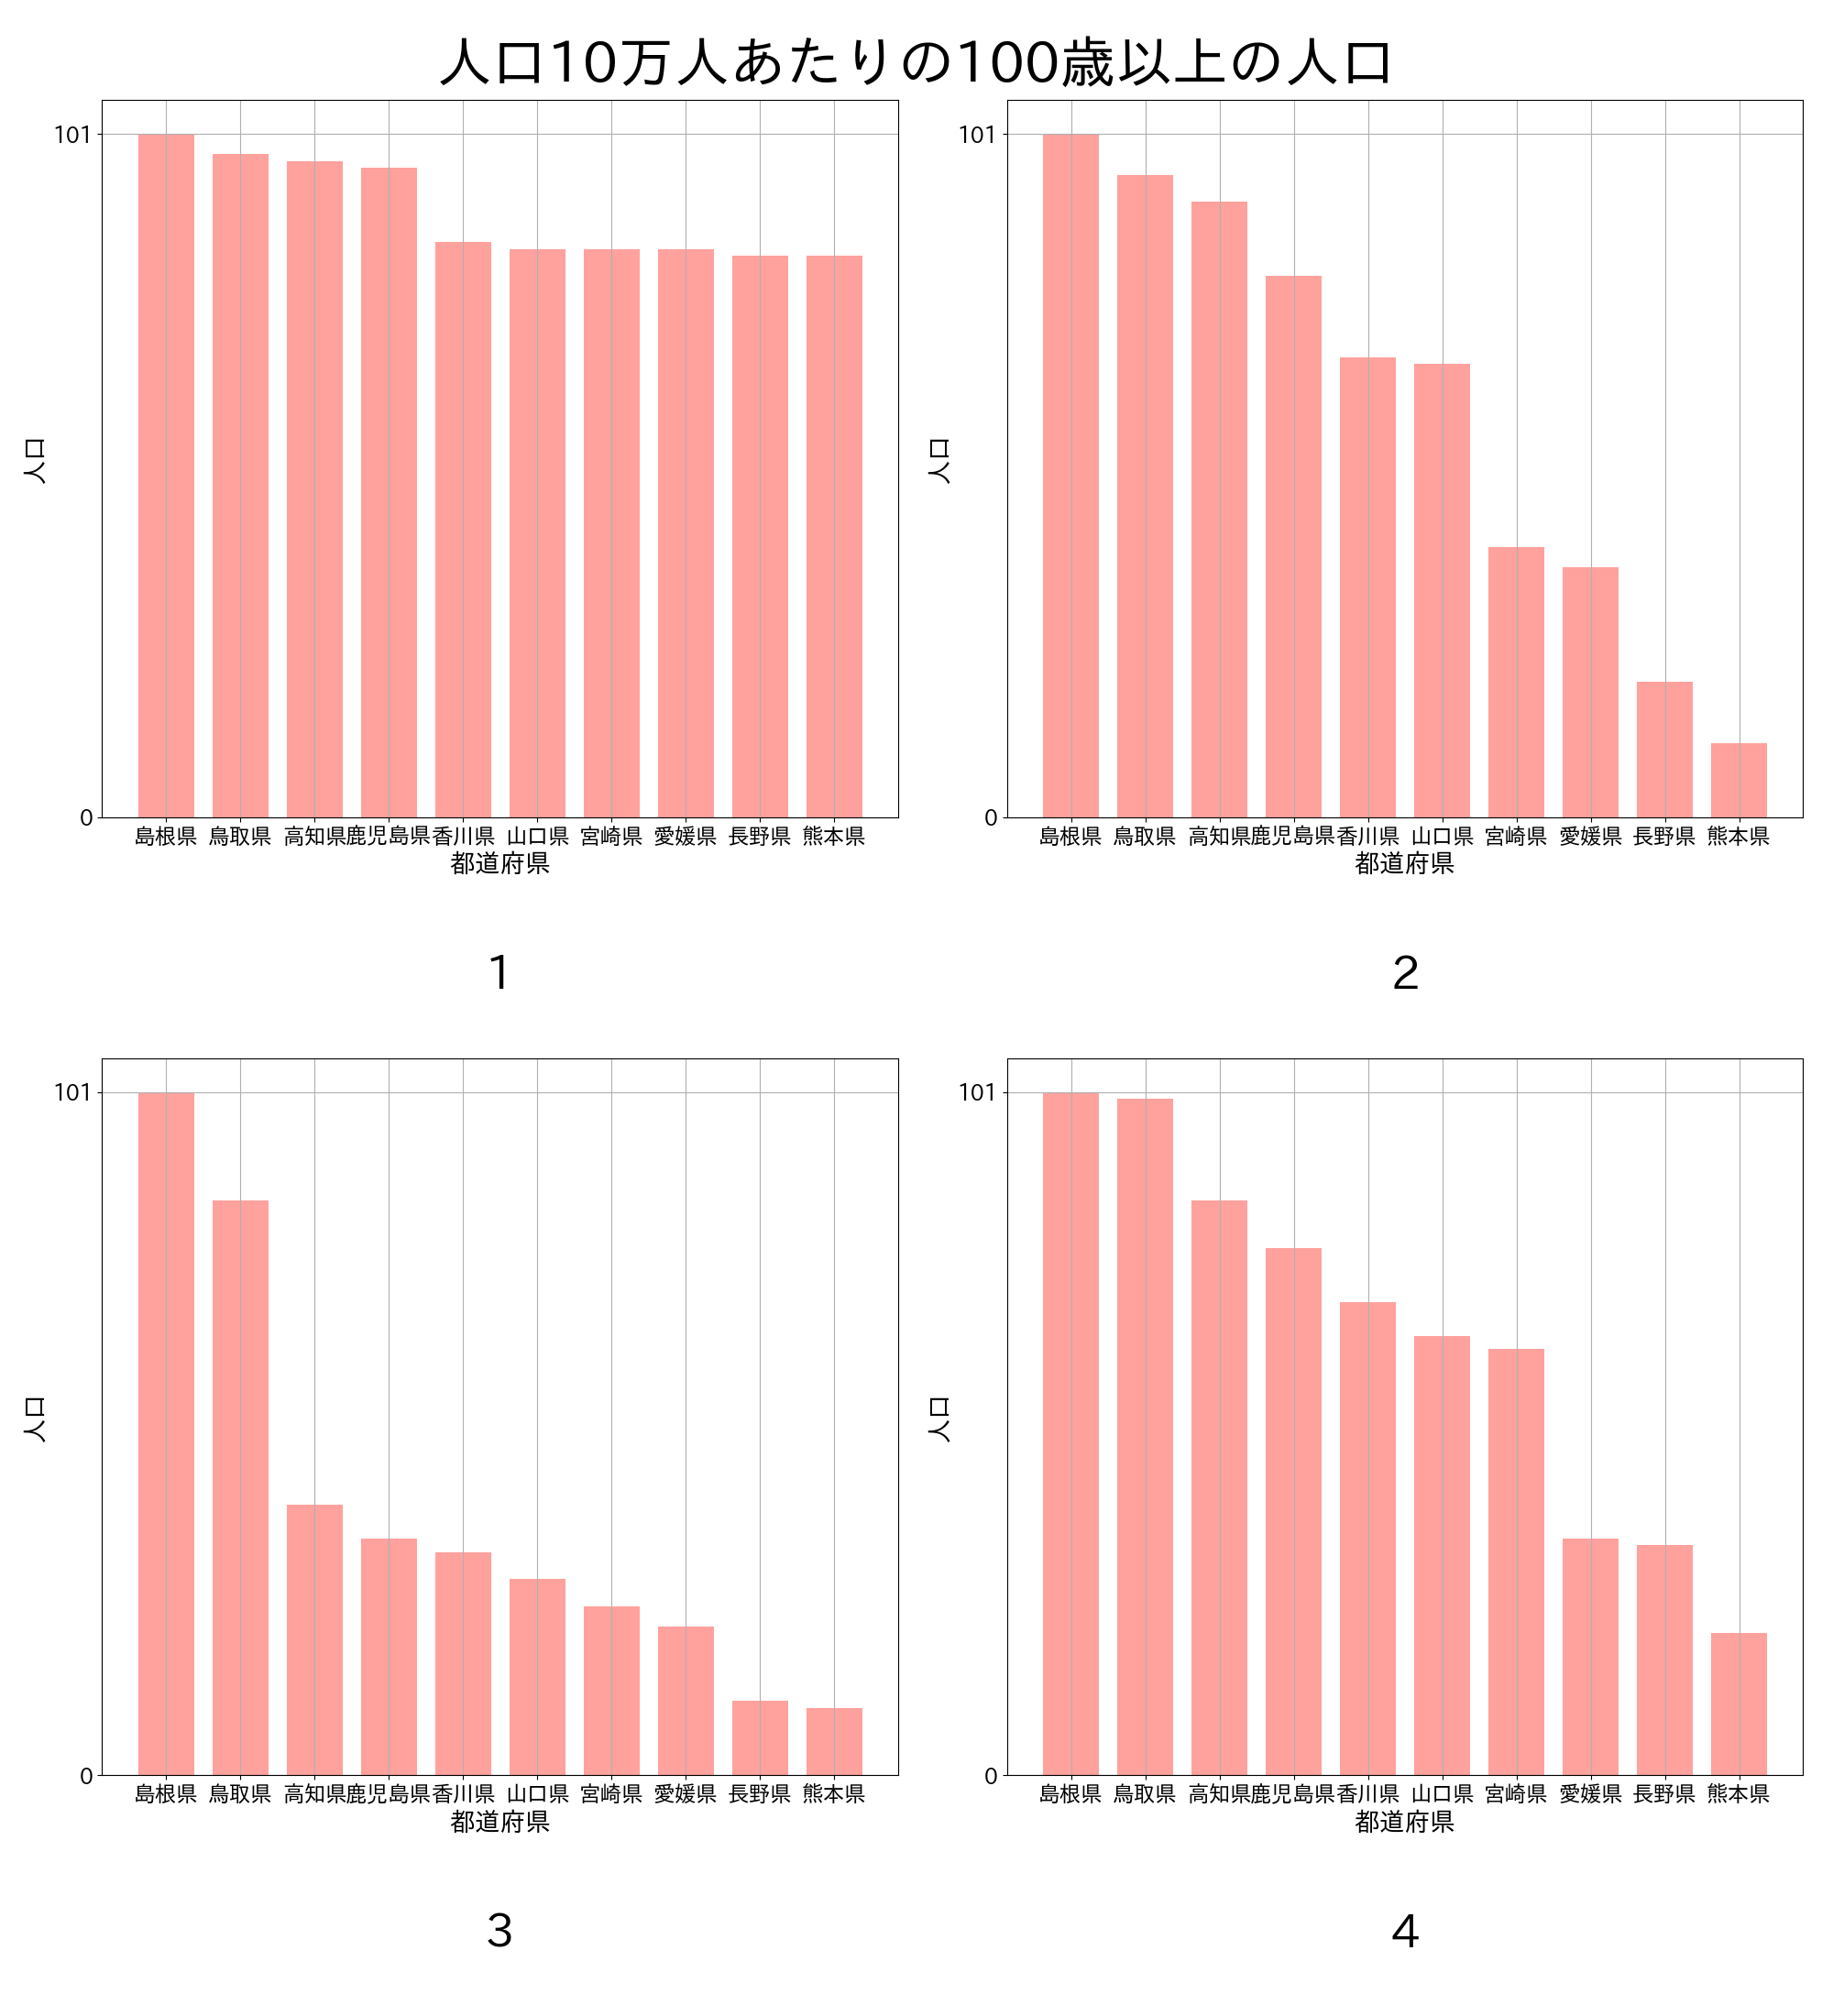 人口10万人あたりの100歳以上の人口
101
0
人口
島根県 鳥取県 高知県 鹿児島県 香川県 山口県 宮崎県 愛媛県 長野県 熊本県
都道府県
1
101
0
人口
島根県 鳥取県 高知県 鹿児島県 香川県 山口県 宮崎県 愛媛県 長野県 熊本県
都道府県
2
101
0
人口
島根県 鳥取県 高知県 鹿児島県 香川県 山口県 宮崎県 愛媛県 長野県 熊本県
都道府県
3
101
0
人口
島根県 鳥取県 高知県 鹿児島県 香川県 山口県 宮崎県 愛媛県 長野県 熊本県
都道府県
4